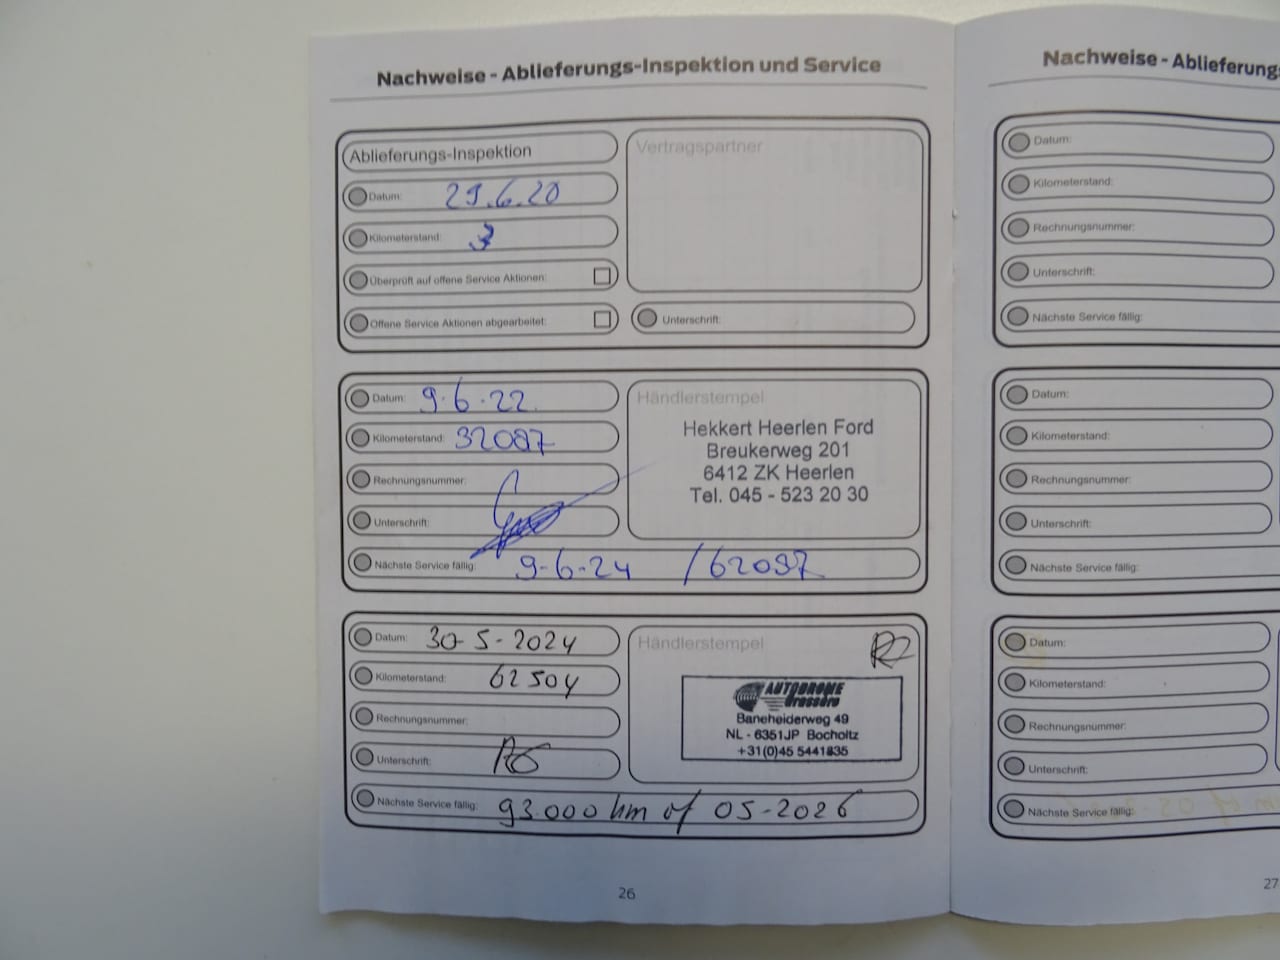 Nachweise - Ablieferungs-Inspektion und Service
Ablieferungs-Inspektion
Datum: 29.6.20
Kilometerstand: 3
Überprüft auf offene Service Aktionen:
Offene Service Aktionen abgearbeitet:
Vertragspartner
Unterschrift:
Datum: 9-6-22
Kilometerstand: 32087
Rechnungsnummer:
Unterschrift:
Nächste Service fällig: 9-6-24 /62087
Händlerstempel
Hekkert Heerlen Ford
Breukerweg 201
6412 ZK Heerlen
Tel. 045 - 523 20 30
Datum: 30-5-2024
Kilometerstand: 62504
Rechnungsnummer:
Unterschrift:
Nächste Service fällig: 93.000 km of 05-2026
Händlerstempel
AUTODROME
Baneheiderweg 49
NL - 6351JP Bocholtz
+31(0)45 5441835
26
Nachweise - Ablieferungs
Datum:
Kilometerstand:
Rechnungsnummer:
Unterschrift:
Nächste Service fällig:
Datum:
Kilometerstand:
Rechnungsnummer:
Unterschrift:
Nächste Service fällig:
Datum:
Kilometerstand:
Rechnungsnummer:
Unterschrift:
Nächste Service fällig:
27